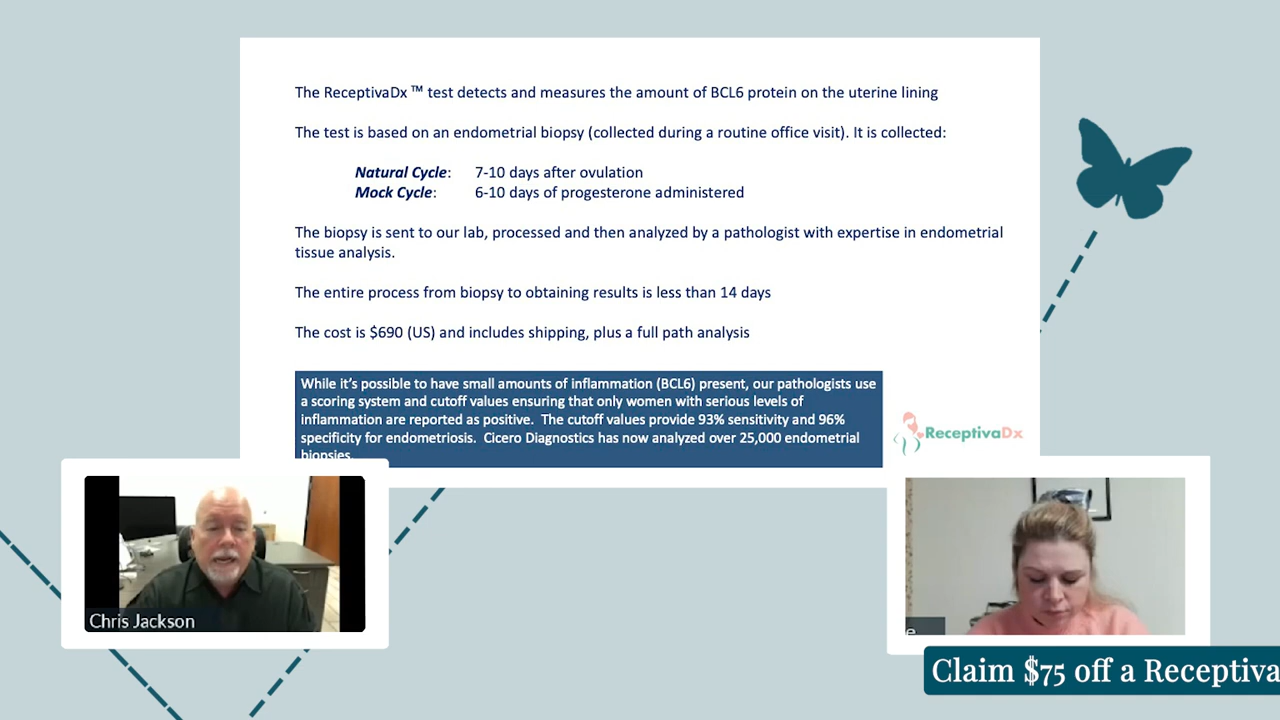 The ReceptivaDx ™ test detects and measures the amount of BCL6 protein on the uterine lining
The test is based on an endometrial biopsy (collected during a routine office visit). It is collected:
Natural Cycle: 7-10 days after ovulation
Mock Cycle: 6-10 days of progesterone administered
The biopsy is sent to our lab, processed and then analyzed by a pathologist with expertise in endometrial
tissue analysis.
The entire process from biopsy to obtaining results is less than 14 days
The cost is $690 (US) and includes shipping, plus a full path analysis
While it's possible to have small amounts of inflammation (BCL6) present, our pathologists use
a scoring system and cutoff values ensuring that only women with serious levels of
inflammation are reported as positive. The cutoff values provide 93% sensitivity and 96%
specificity for endometriosis. Cicero Diagnostics has now analyzed over 25,000 endometrial
biopsies.
ReceptivaDx
Chris Jackson
e
Claim $75 off a Receptiva